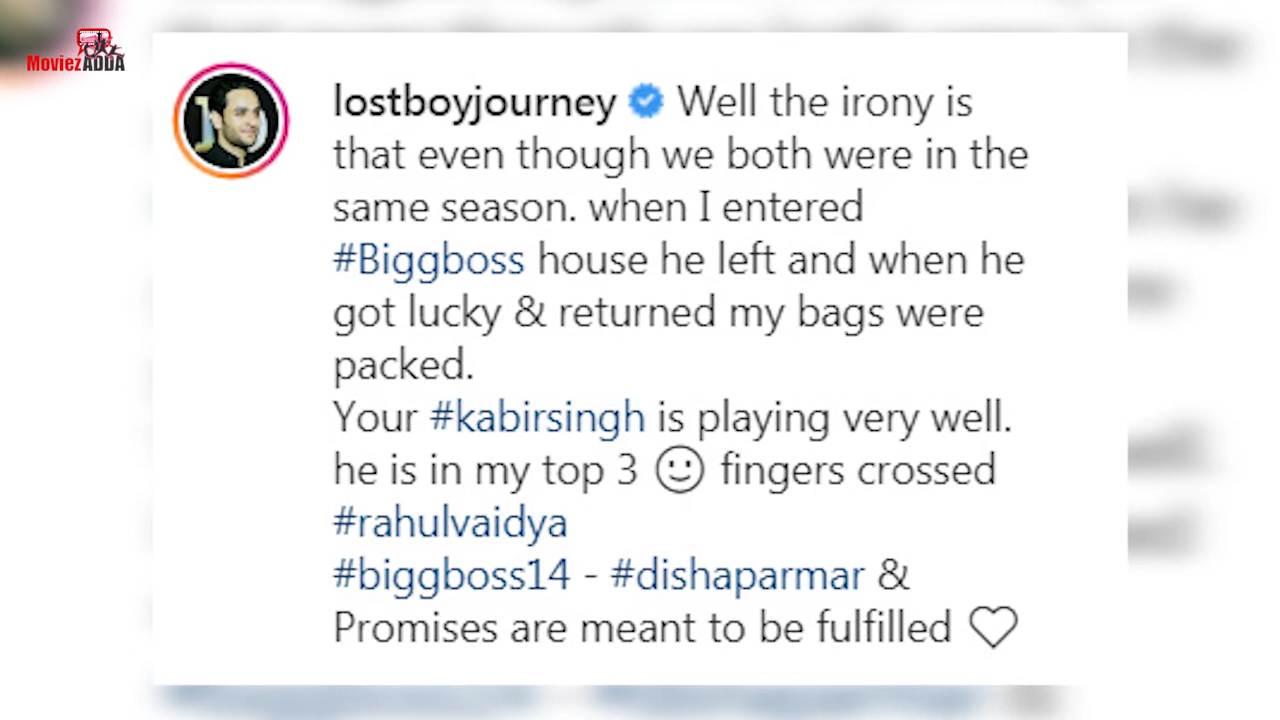 MoviezADDA
lostboyjourney Well the irony is
that even though we both were in the
same season. when I entered
#Biggboss house he left and when he
got lucky & returned my bags were
packed.
Your #kabirsingh is playing very well.
he is in my top 3 ☺ fingers crossed
#rahulvaidya
#biggboss14 - #dishaparmar &
Promises are meant to be fulfilled ♡